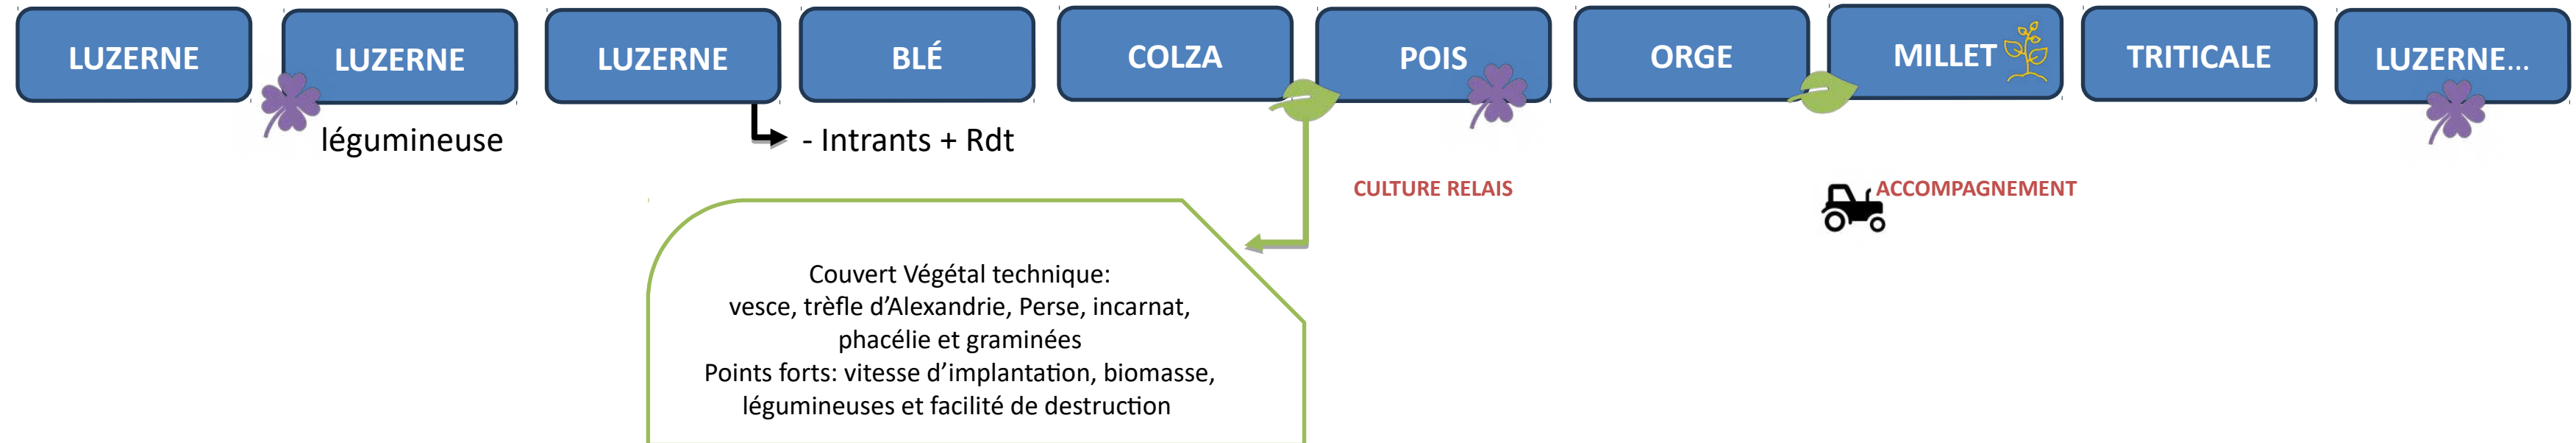 LUZERNE
LUZERNE
LUZERNE
BLÉ
COLZA
POIS
ORGE
MILLET
TRITICALE
LUZERNE...
légumineuse
- Intrants + Rdt
CULTURE RELAIS
ACCOMPAGNEMENT
Couvert Végétal technique:
vesce, trèfle d’Alexandrie, Perse, incarnat,
phacélie et graminées
Points forts: vitesse d’implantation, biomasse,
légumineuses et facilité de destruction